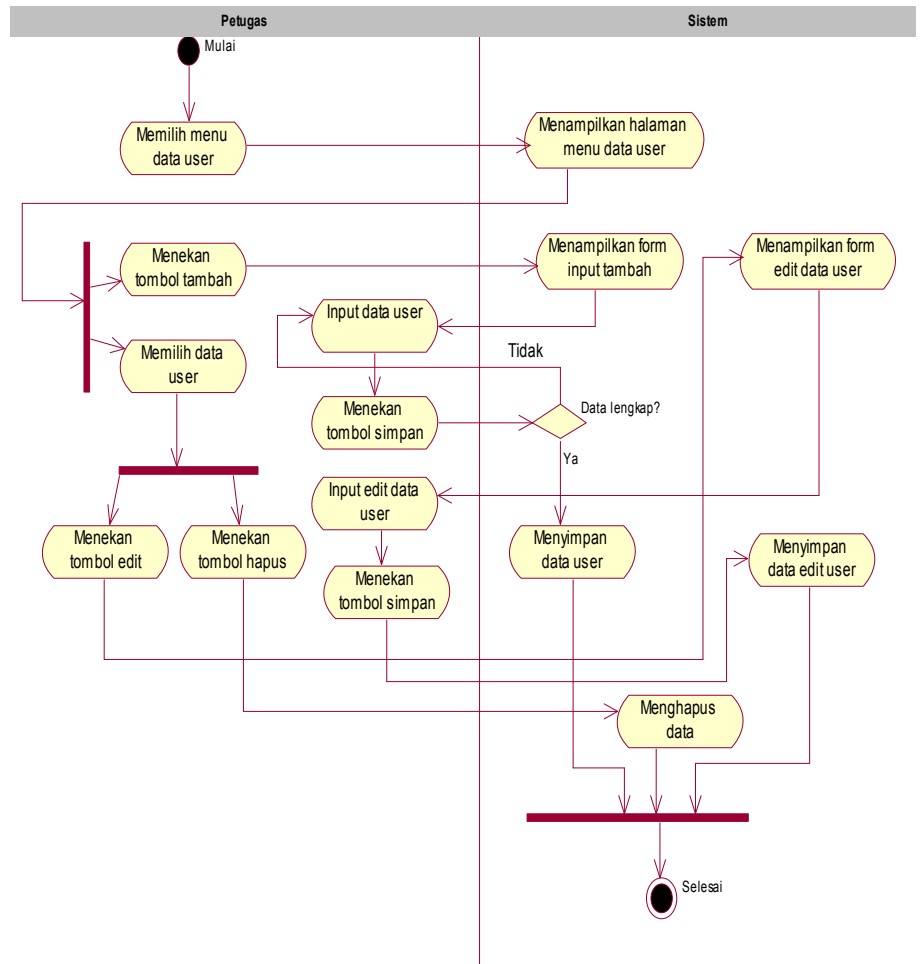 Petugas
Sistem
Mulai
Memilih menu
data user
Menampilkan halaman
menu data user
Menekan
tombol tambah
Menampilkan form
input tambah
Menampilkan form
edit data user
Input data user
Tidak
Memilih data
user
Menekan
tombol simpan
Data lengkap?
Ya
Input edit data
user
Menekan
tombol edit
Menekan
tombol hapus
Menyimpan
data user
Menyimpan
data edit user
Menekan
tombol simpan
Menghapus
data
Selesai